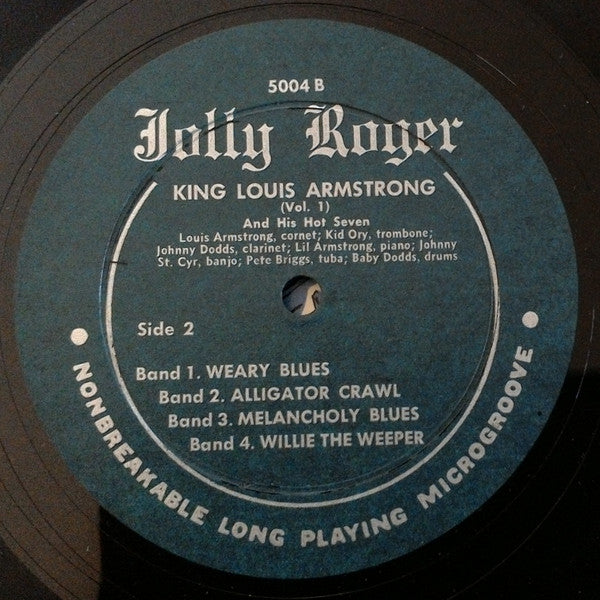 5004 B
Jolly Roger
KING LOUIS ARMSTRONG
(Vol. 1)
And His Hot Seven
Louis Armstrong, cornet; Kid Ory, trombone;
Johnny Dodds, clarinet; Lil Armstrong, piano; Johnny
St. Cyr, banjo; Pete Briggs, tuba; Baby Dodds, drums
Side 2
Band 1. WEARY BLUES
Band 2. ALLIGATOR CRAWL
Band 3. MELANCHOLY BLUES
Band 4. WILLIE THE WEEPER
• NONBREAKABLE LONG PLAYING MICROGROOVE •